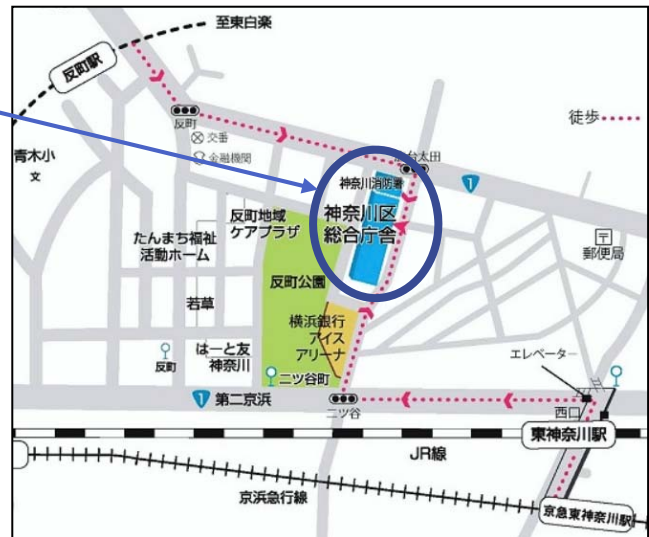 至東白楽
反町駅
反町
交番
金融機関
徒歩
青木小
文
台太田
1
神奈川消防署
神奈川区
総合庁舎
反町地域
ケアプラザ
たんまち福祉
活動ホーム
〒
郵便局
反町公園
若草
横浜銀行
アイス
アリーナ
はーと友
神奈川
反町
二ツ谷町
エレベーター
1
第二京浜
二ツ谷
西口
東神奈川駅
JR線
京浜急行線
京急東神奈川駅